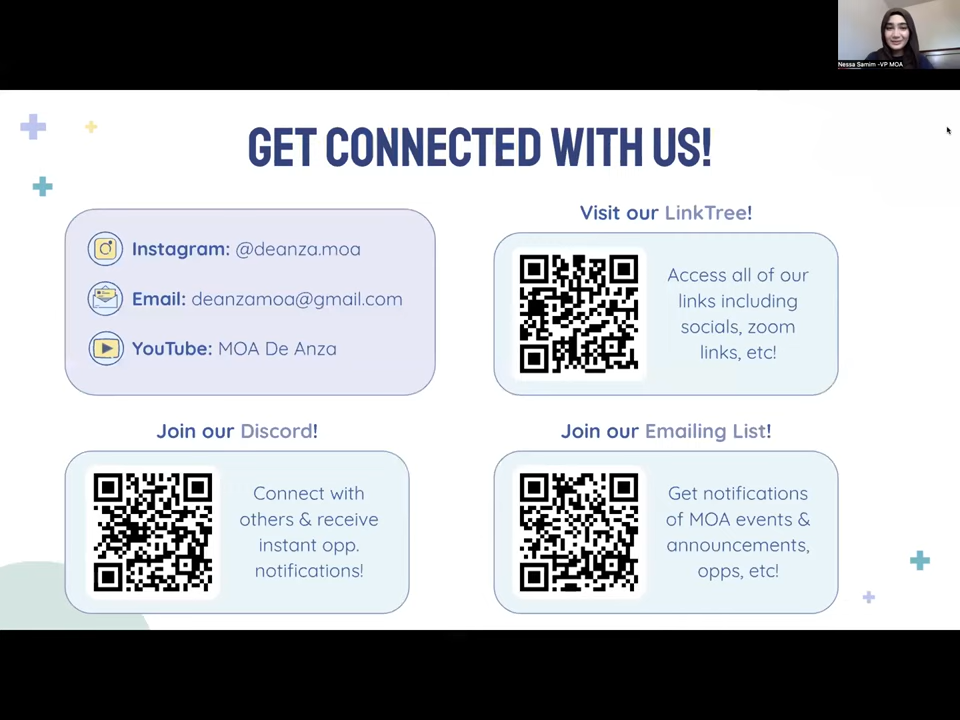 Nessa Samim -VP MOA
GET CONNECTED WITH US!
Instagram: @deanza.moa
Email: deanzamoa@gmail.com
YouTube: MOA De Anza
Visit our LinkTree!
Access all of our
links including
socials, zoom
links, etc!
Join our Discord!
Connect with
others & receive
instant opp.
notifications!
Join our Emailing List!
Get notifications
of MOA events &
announcements,
opps, etc!